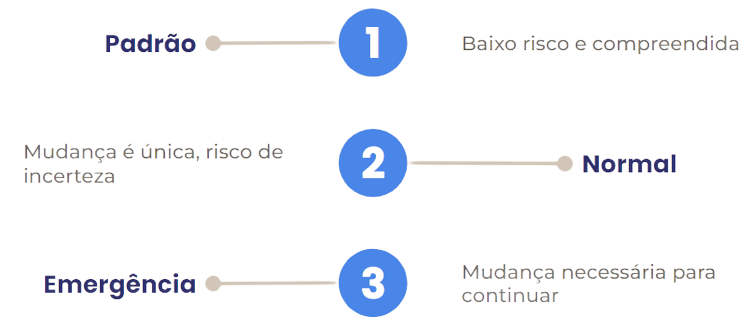 Padrão
1
Baixo risco e compreendida
Mudança é única, risco de
incerteza
2
Normal
Emergência
3
Mudança necessária para
continuar